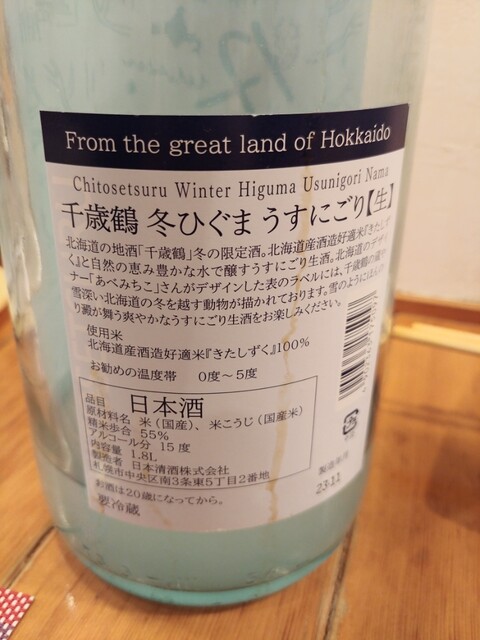 From the great land of Hokkaido
Chitosetsuru Winter Higuma Usunigori Nama
千歳鶴 冬ひぐま うすにごり【生】
北海道の地酒「千歳鶴」冬の限定酒。北海道産酒造好適米『きたしず
く』と自然の恵み豊かな水で醸すうすにごり生酒。北海道のデザイ
ナー「あべみちこ」さんがデザインした表のラベルには、千歳鶴の
雪深い北海道の冬を越す動物が描かれております。雪のようにほん
り澱が舞う爽やかなうすにごり生酒をお楽しみください。
使用米
北海道産酒造好適米『きたしずく』100%
お勧めの温度帯 0度~5度
品目 日本酒
原材料名 米(国産)、米こうじ(国産米)
精米歩合 55%
アルコール分 15度
内容量 1.8L
製造者 日本清酒株式会社
札幌市中央区南3条東5丁目2番地
お酒は20歳になってから。
要冷蔵
製造年月
23.11